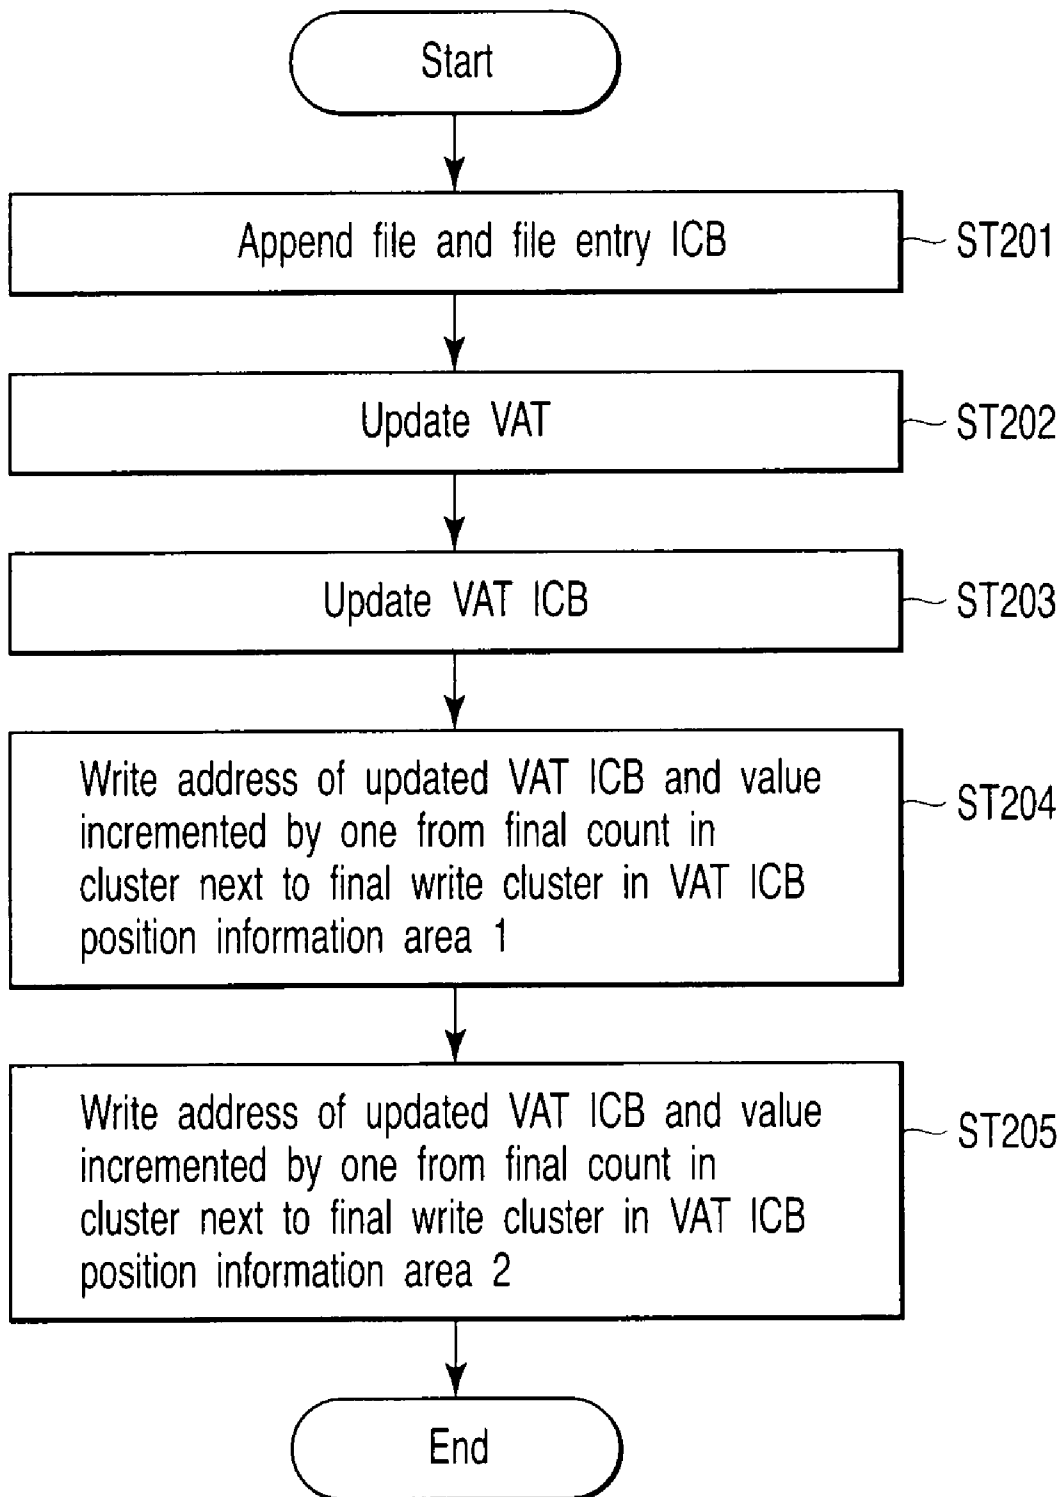 Start
Append file and file entry ICB
ST201
Update VAT
ST202
Update VAT ICB
ST203
Write address of updated VAT ICB and value
incremented by one from final count in
cluster next to final write cluster in VAT ICB
position information area 1
ST204
Write address of updated VAT ICB and value
incremented by one from final count in
cluster next to final write cluster in VAT ICB
position information area 2
ST205
End